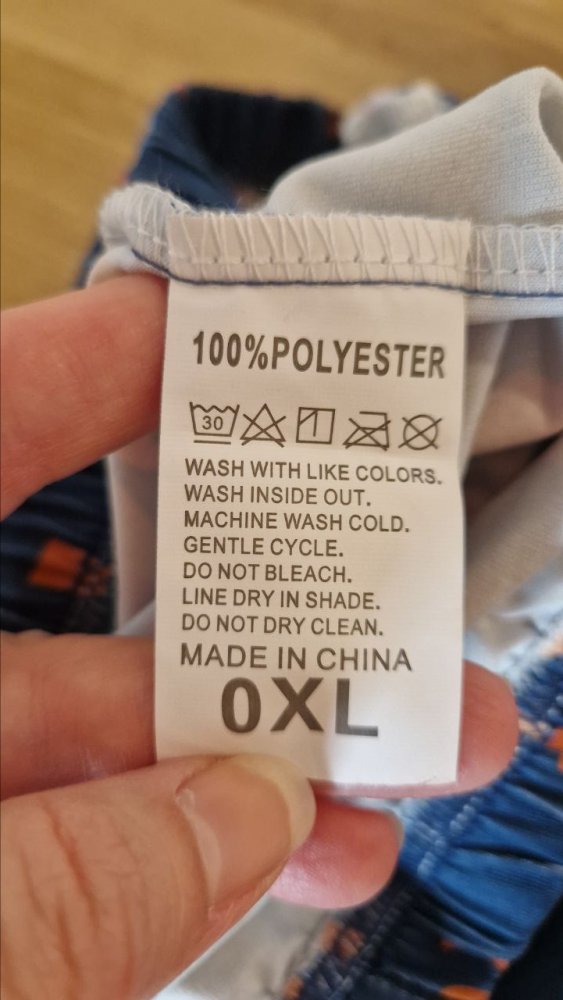 100%POLYESTER
30
WASH WITH LIKE COLORS.
WASH INSIDE OUT.
MACHINE WASH COLD.
GENTLE CYCLE.
DO NOT BLEACH.
LINE DRY IN SHADE.
DO NOT DRY CLEAN.
MADE IN CHINA
0XL